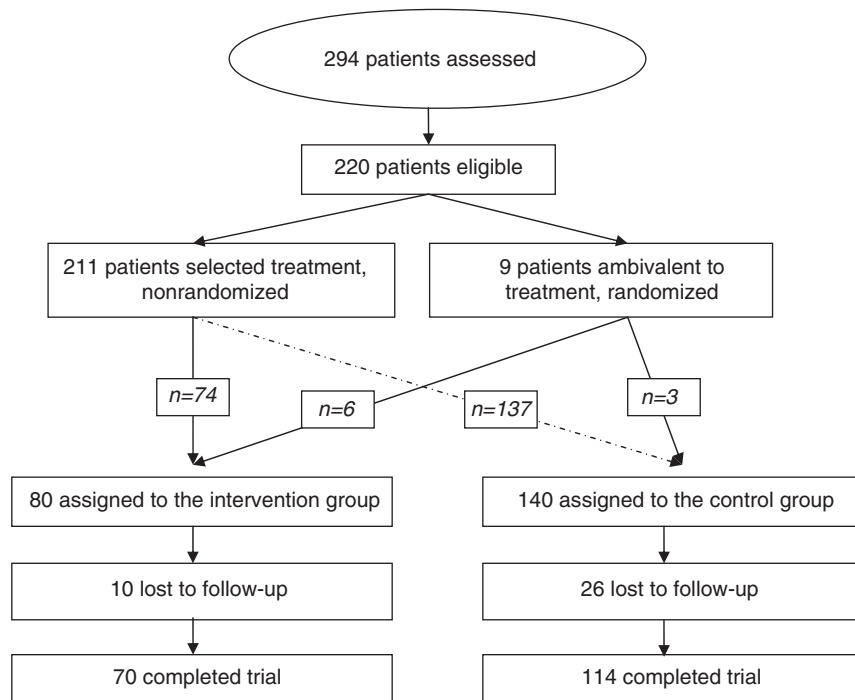 294 patients assessed
220 patients eligible
211 patients selected treatment,
nonrandomized
9 patients ambivalent to
treatment, randomized
n=74
n=6
n=137
n=3
80 assigned to the intervention group
140 assigned to the control group
10 lost to follow-up
26 lost to follow-up
70 completed trial
114 completed trial